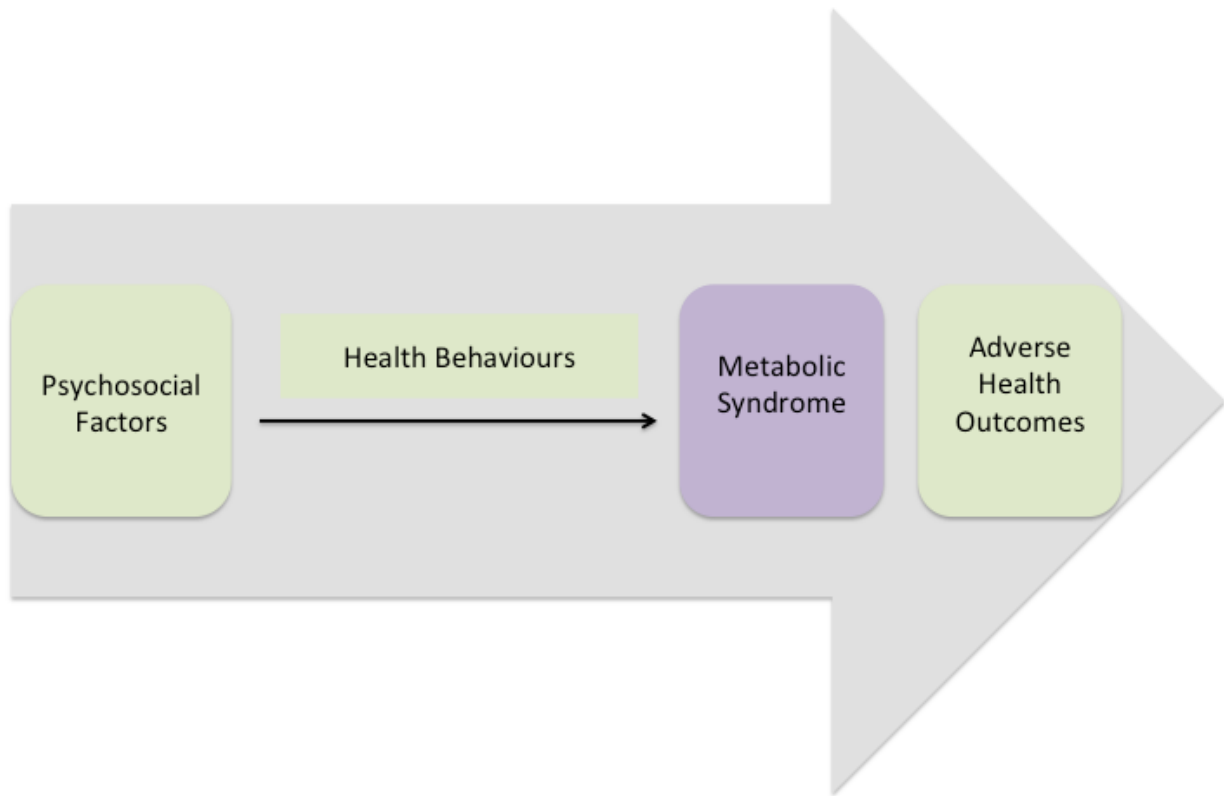 Psychosocial
Factors
Health Behaviours
Metabolic
Syndrome
Adverse
Health
Outcomes